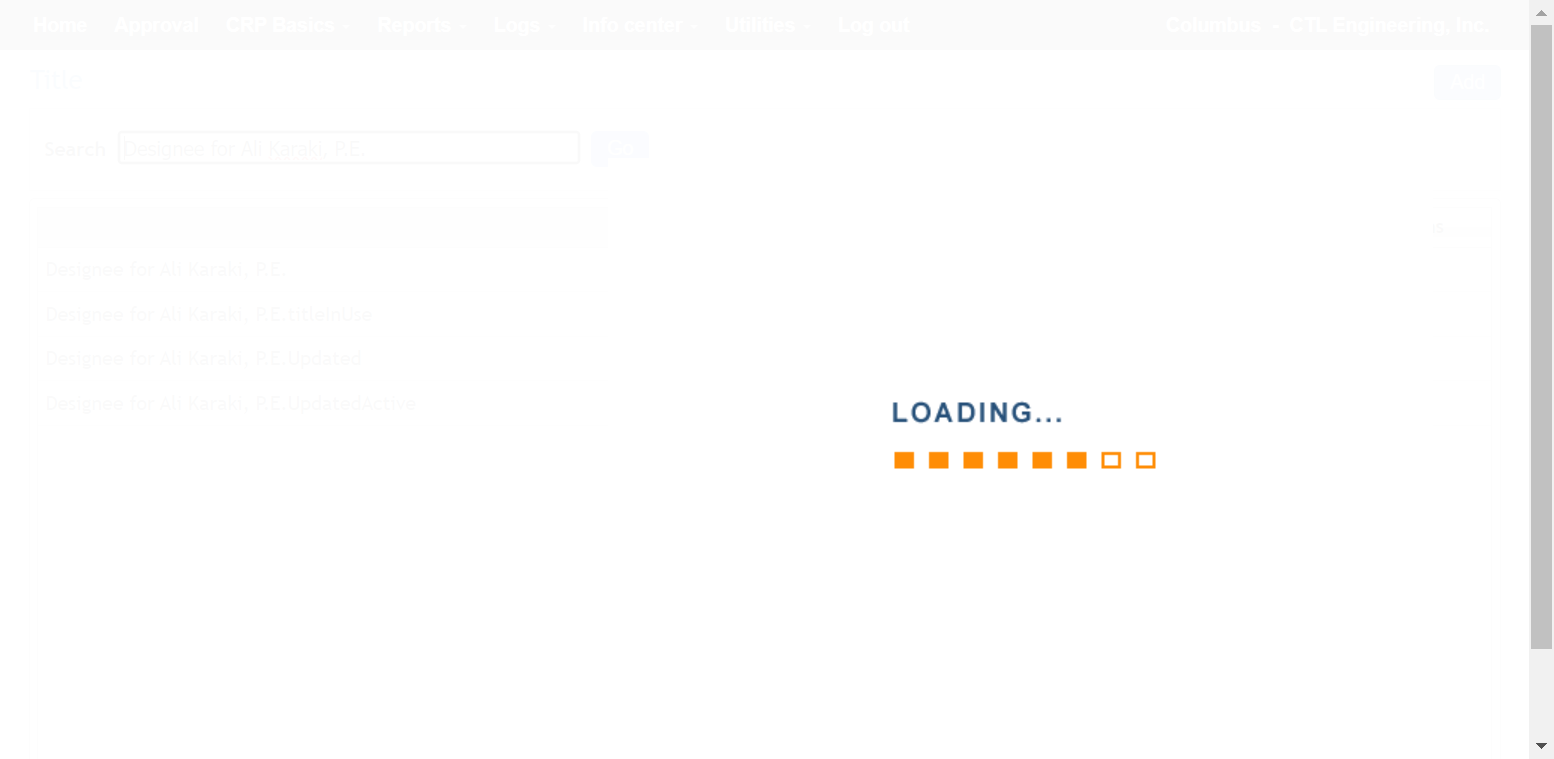 Home Approval CRP Basics Reports Logs Info center Utilities Log out Columbus - CTL Engineering, Inc.
Title Add
Search Designee for Ali Karaki, P.E. Go
Designee for Ali Karaki, P.E.
Designee for Ali Karaki, P.E.titleInUse
Designee for Ali Karaki, P.E.Updated
Designee for Ali Karaki, P.E.UpdatedActive
LOADING...